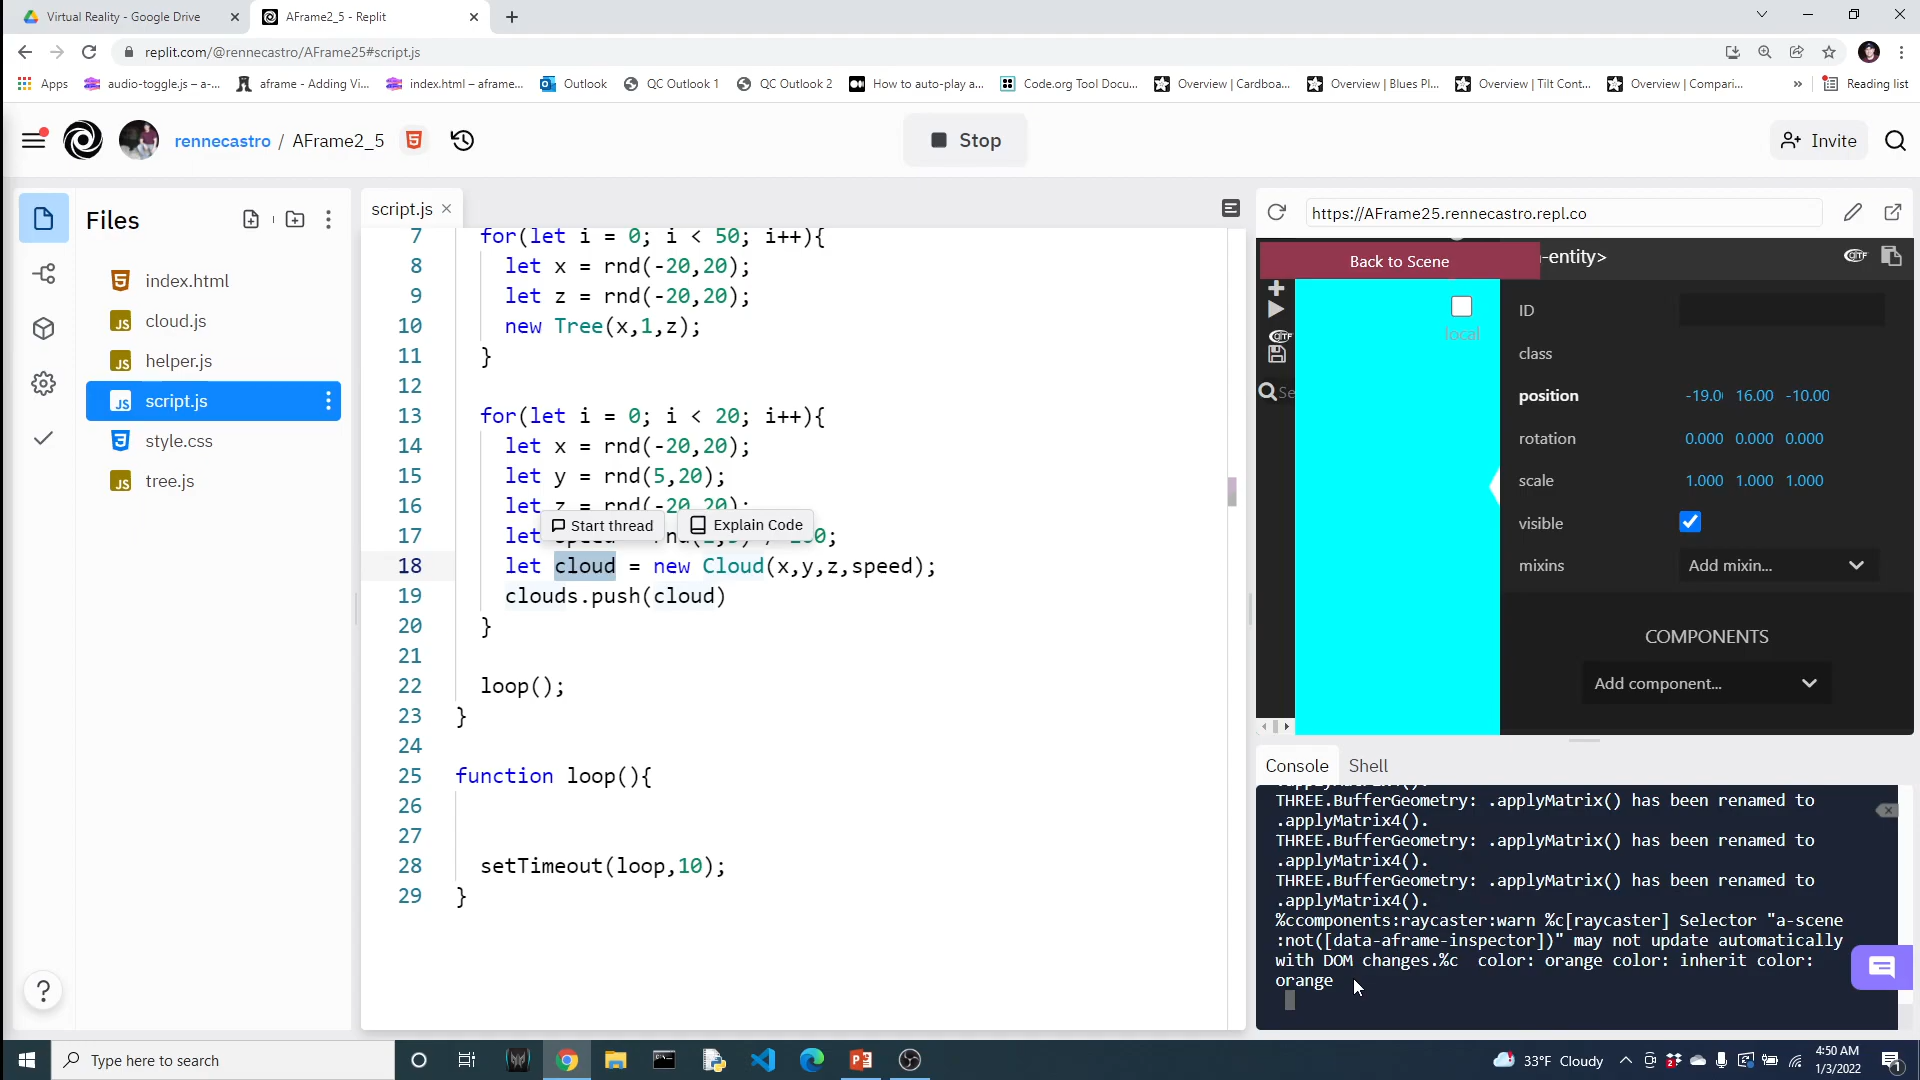 Virtual Reality - Google Drive
AFrame2_5 - Replit
replit.com/@rennecastro/AFrame25#script.js
Apps
audio-toggle.js – a-...
aframe - Adding Vi...
index.html – aframe...
Outlook
QC Outlook 1
QC Outlook 2
How to auto-play a...
Code.org Tool Docu...
Overview | Cardboa...
Overview | Blues Pl...
Overview | Tilt Cont...
Overview | Compari...
»
Reading list
rennecastro / AFrame2_5
Stop
Invite
Files
index.html
cloud.js
helper.js
script.js
style.css
tree.js
script.js
7 for(let i = 0; i < 50; i++){
8 let x = rnd(-20,20);
9 let z = rnd(-20,20);
10 new Tree(x,1,z);
11 }
12
13 for(let i = 0; i < 20; i++){
14 let x = rnd(-20,20);
15 let y = rnd(5,20);
16 let z = rnd(-20,20);
Start thread
Explain Code
17 let
0;
18 let cloud = new Cloud(x,y,z,speed);
19 clouds.push(cloud)
20 }
21
22 loop();
23 }
24
25 function loop(){
26
27
28 setTimeout(loop,10);
29 }
https://AFrame25.rennecastro.repl.co
Back to Scene
-entity>
local
Se
ID
class
position -19.0 16.00 -10.00
rotation 0.000 0.000 0.000
scale 1.000 1.000 1.000
visible
mixins Add mixin...
COMPONENTS
Add component...
Console
Shell
.applyMatrix4().
THREE.BufferGeometry: .applyMatrix() has been renamed to
.applyMatrix4().
THREE.BufferGeometry: .applyMatrix() has been renamed to
.applyMatrix4().
THREE.BufferGeometry: .applyMatrix() has been renamed to
.applyMatrix4().
%ccomponents:raycaster:warn %c[raycaster] Selector "a-scene
:not([data-aframe-inspector])" may not update automatically
with DOM changes.%c color: orange color: inherit color:
orange
Type here to search
33°F Cloudy
4:50 AM
1/3/2022